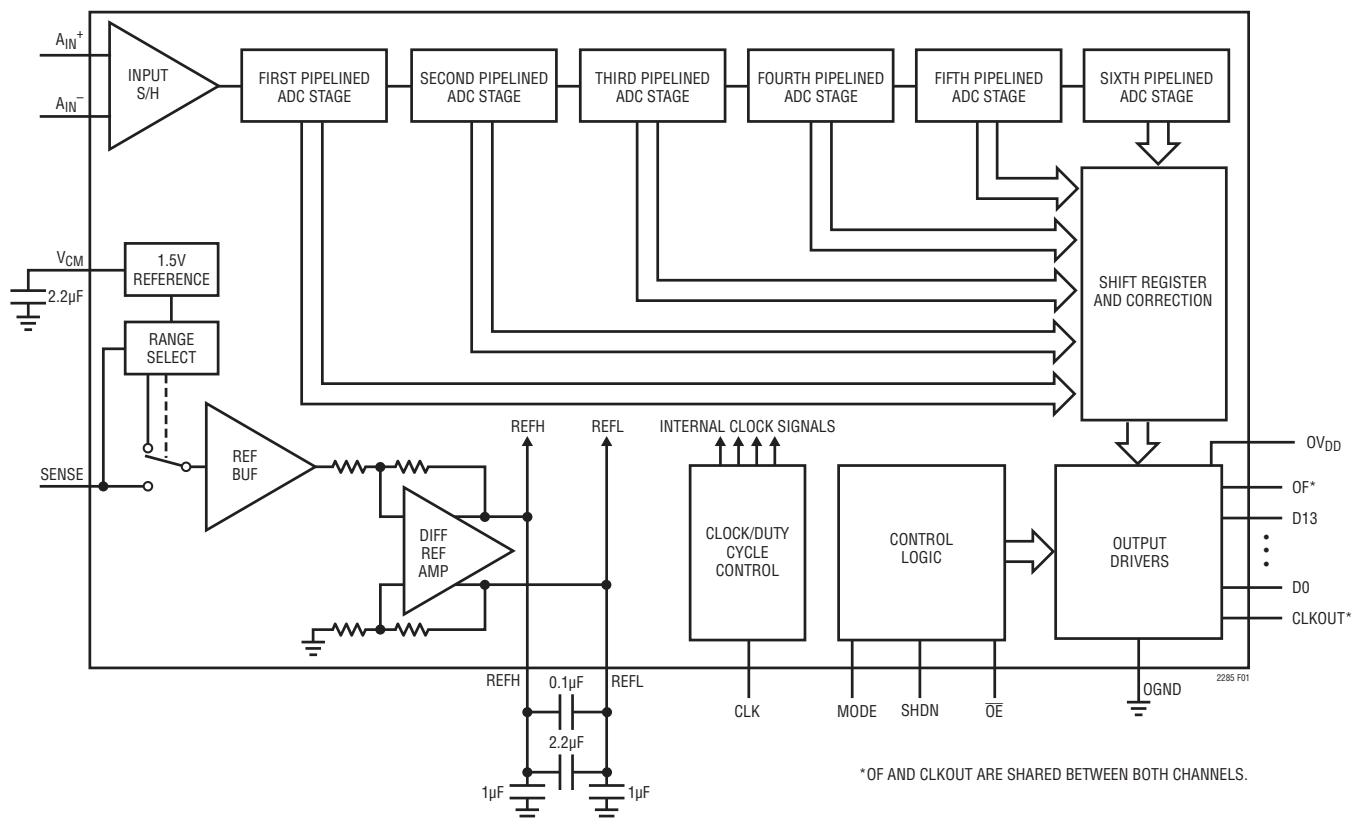 AIN+
AIN−
INPUT
S/H
FIRST PIPELINED
ADC STAGE
SECOND PIPELINED
ADC STAGE
THIRD PIPELINED
ADC STAGE
FOURTH PIPELINED
ADC STAGE
FIFTH PIPELINED
ADC STAGE
SIXTH PIPELINED
ADC STAGE
SHIFT REGISTER
AND CORRECTION
VCM
2.2µF
1.5V
REFERENCE
RANGE
SELECT
SENSE
REF
BUF
DIFF
REF
AMP
REFH
REFL
INTERNAL CLOCK SIGNALS
CLOCK/DUTY
CYCLE
CONTROL
CONTROL
LOGIC
OUTPUT
DRIVERS
OVDD
OF*
D13
D0
CLKOUT*
REFH
0.1µF
REFL
2.2µF
1µF
1µF
CLK
MODE
SHDN
O̅E̅
OGND
2285 F01
*OF AND CLKOUT ARE SHARED BETWEEN BOTH CHANNELS.